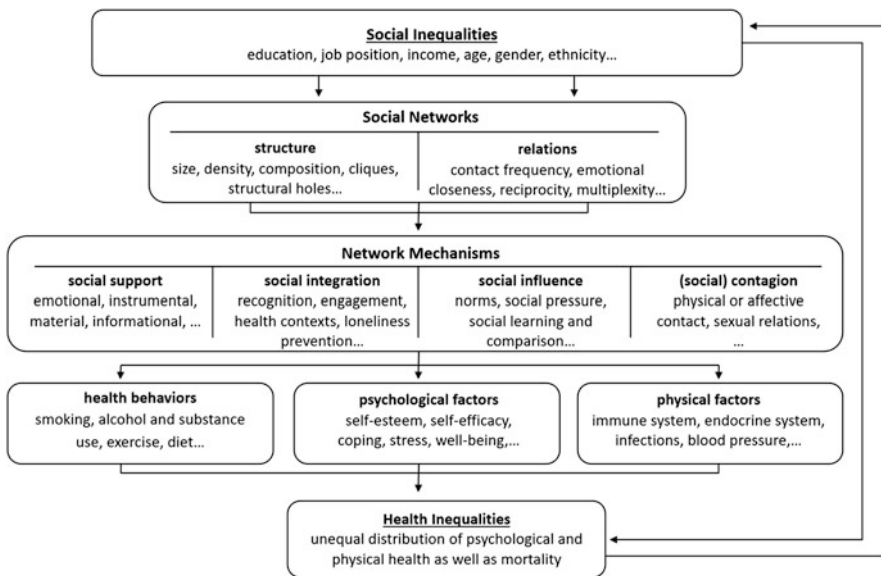 Social Inequalities
education, job position, income, age, gender, ethnicity…
Social Networks
structure
size, density, composition, cliques,
structural holes…
relations
contact frequency, emotional
closeness, reciprocity, multiplexity…
Network Mechanisms
social support
emotional, instrumental,
material, informational, …
social integration
recognition, engagement,
health contexts, loneliness
prevention…
social influence
norms, social pressure,
social learning and
comparison…
(social) contagion
physical or affective
contact, sexual relations,
…
health behaviors
smoking, alcohol and substance
use, exercise, diet…
psychological factors
self-esteem, self-efficacy,
coping, stress, well-being,…
physical factors
immune system, endocrine system,
infections, blood pressure,…
Health Inequalities
unequal distribution of psychological and
physical health as well as mortality